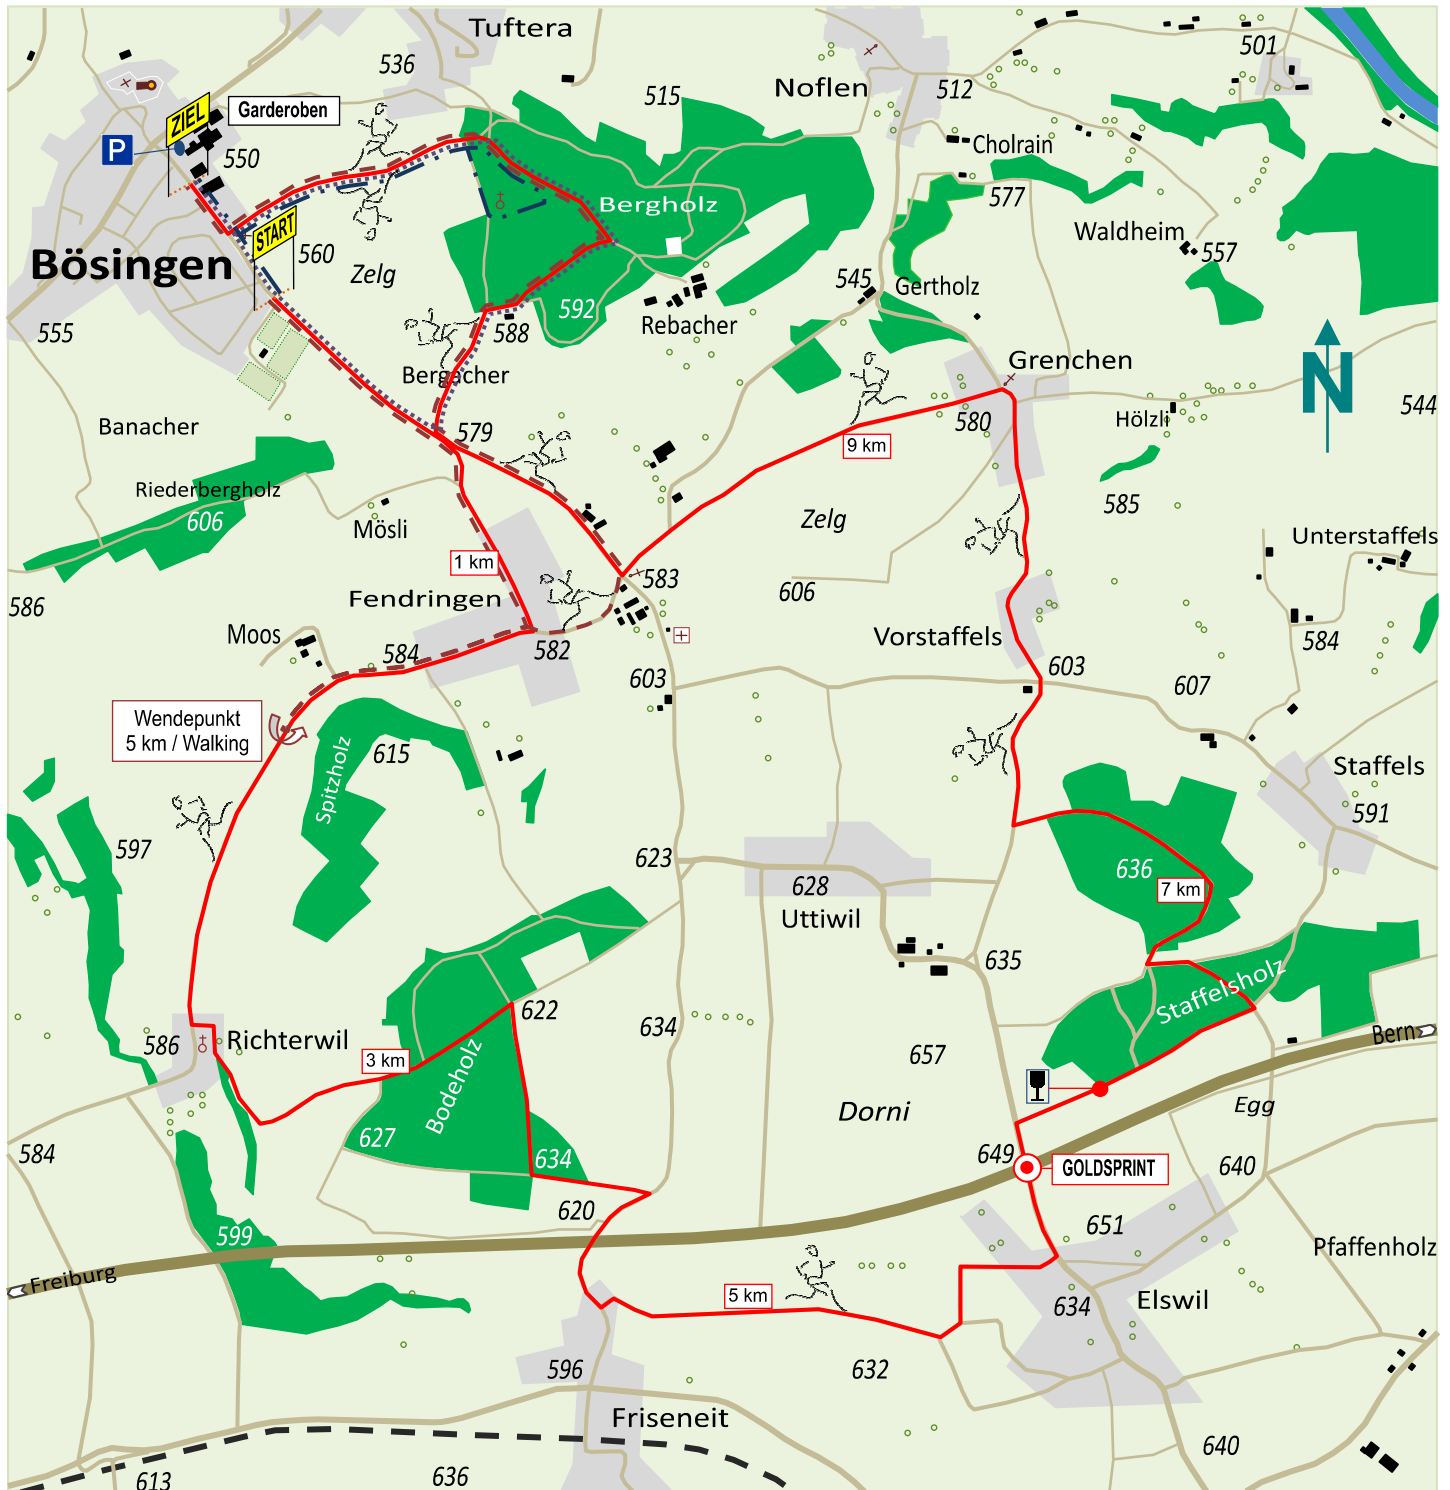 Tuftera
536
501
515
Noflen
512
ZIEL
Garderoben
P
550
Cholrain
577
Bergholz
START
560
Waldheim
557
Bösingen
Zelg
545
Gertholz
592
588
Rebacher
555
Grenchen
N
Bergacher
544
Banacher
579
580
Hölzli
9 km
Riederbergholz
606
585
Mösli
Zelg
Unterstaffels
1 km
583
586
Fendringen
606
Moos
584
582
Vorstaffels
584
603
603
607
Wendepunkt
5 km / Walking
615
Spitzholz
Staffels
591
597
623
636
628
7 km
Uttiwil
635
Staffelsholz
622
634
586
Richterwil
3 km
657
Bern
Bodeholz
Dorni
Egg
627
584
634
649
GOLDSPRINT
640
620
651
599
Pfaffenholz
Freiburg
5 km
634
Elswil
596
632
Friseneit
640
613
636